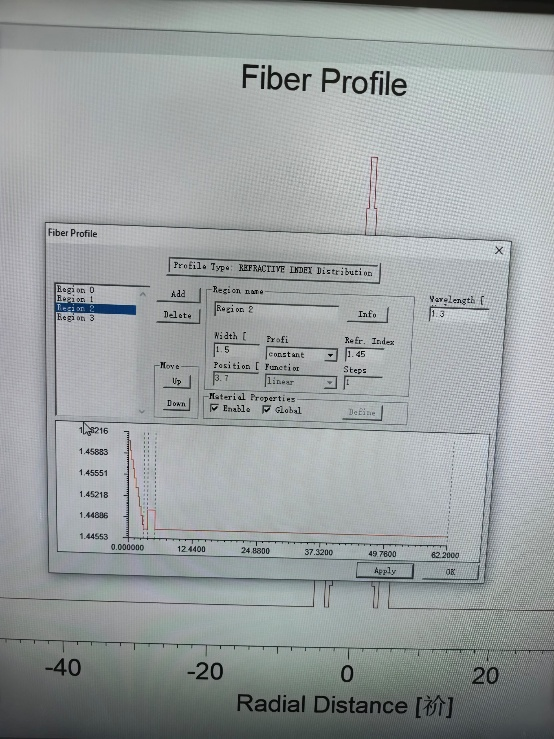 Fiber Profile
Fiber Profile
Profile Type: REFRACTIVE INDEX Distribution
Region 0
Region 1
Region 2
Region 3
Add
Delete
Move
Up
Down
Region name
Region 2
Info
Wavelength [
1.3
Width [
Profi
Refr. Index
1.5
constant
1.45
Position [
Function
Steps
3.7
linear
1
Material Properties
Enable
Global
Define
1.45883
1.45551
1.45218
1.44886
1.44553
0.000000
12.4400
24.8800
37.3200
49.7600
62.2000
Apply
OK
-40
-20
0
20
Radial Distance [祄]